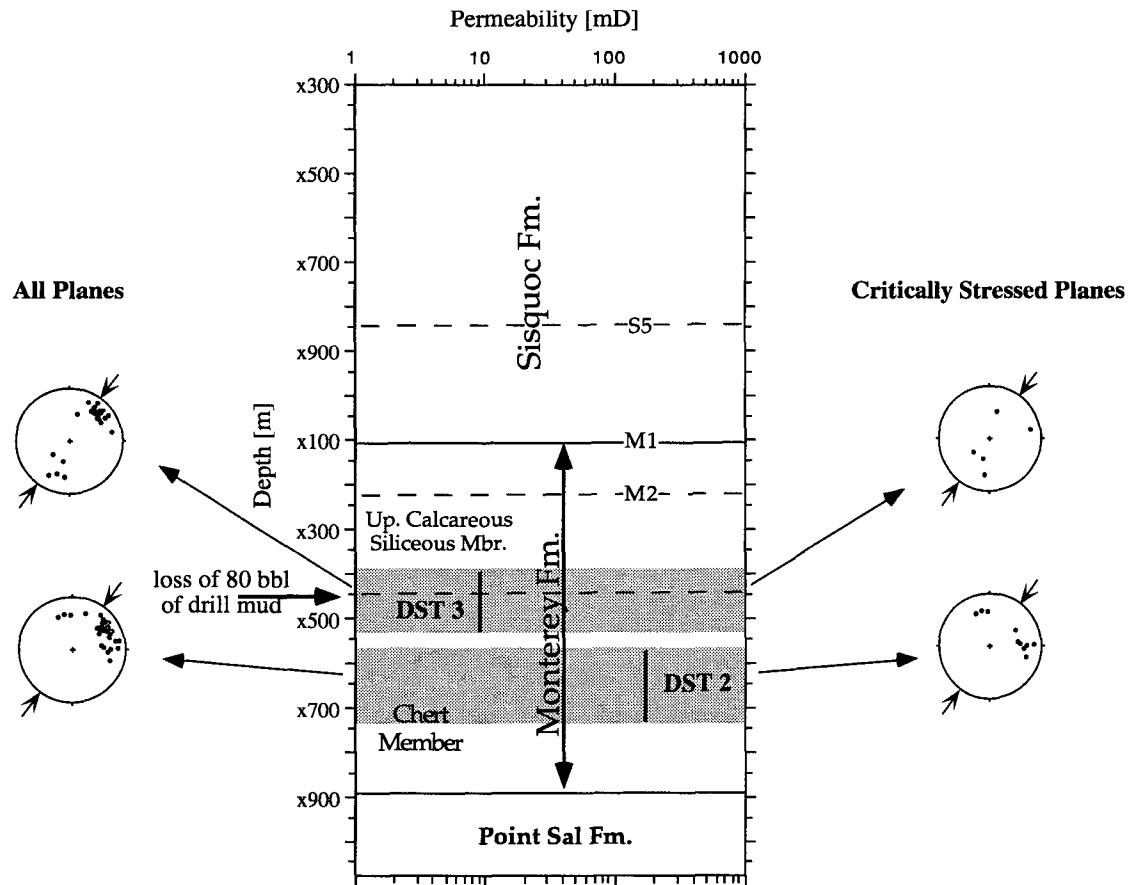 Permeability [mD]
1
10
100
1000
x300
x500
Sisquoc Fm.
x700
All Planes
Critically Stressed Planes
S5
x900
Depth [m]
x100
M1
M2
Up. Calcareous
Siliceous Mbr.
x300
Monterey Fm.
loss of 80 bbl
of drill mud
DST 3
x500
DST 2
x700
Chert
Member
x900
Point Sal Fm.